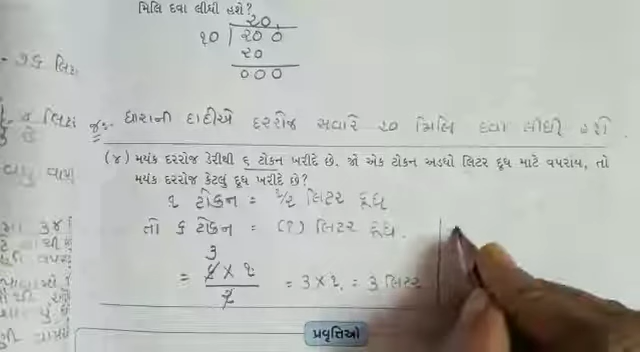 મિલિ દવા લીધી હશે?
૨૦
૧૦ ૨૦૦
૨૦
૦૦૦
ધારાની દાદીએ દરરોજ સવારે ૨૦ મિલિ દવા લીધી હશે.
(૪) મયંક દરરોજ ડેરીથી ૬ ટોકન ખરીદે છે. જો એક ટોકન અડધો લિટર દૂધ માટે વપરાય, તો
મયંક દરરોજ કેટલું દૂધ ખરીદે છે?
૧ ટોકન = ૧/૨ લિટર દૂધ
તો ૬ ટોકન = (?) લિટર દૂધ.
3
= ૬ × ૧ / ૨ = ૩ × ૧ = ૩ લિટર
પ્રવૃત્તિઓ